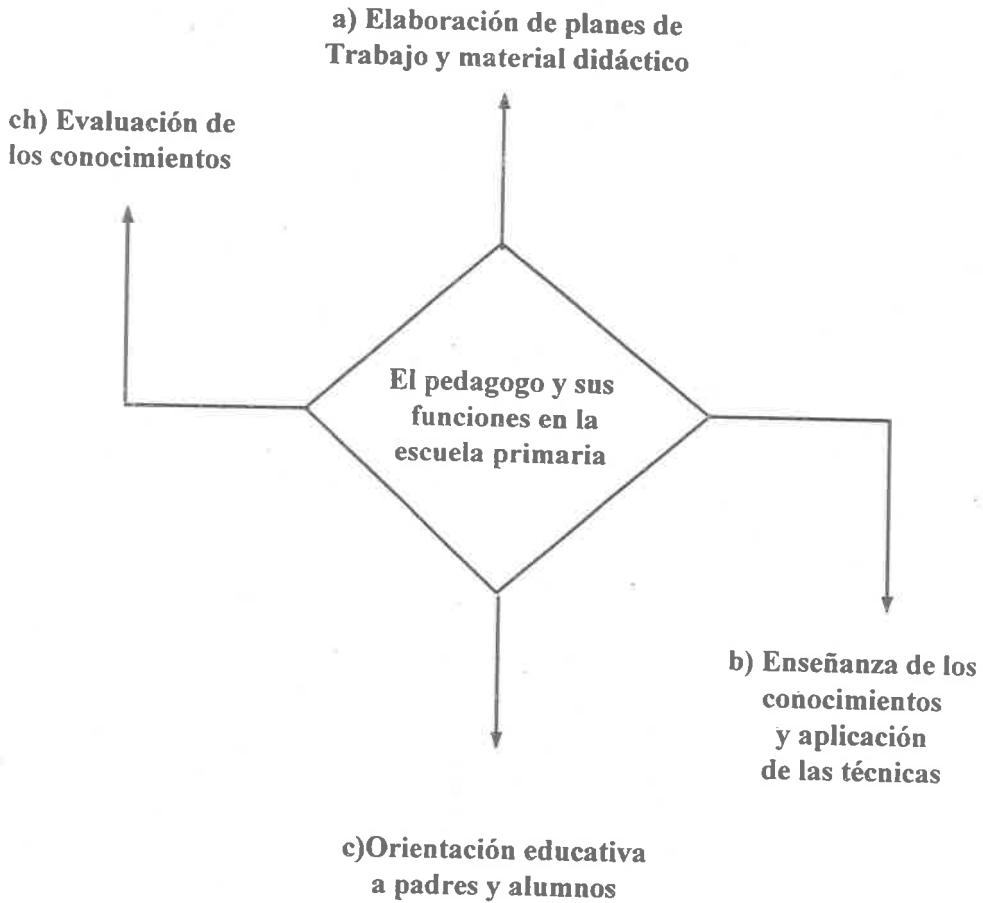 a) Elaboración de planes de
Trabajo y material didáctico
ch) Evaluación de
los conocimientos
El pedagogo y sus
funciones en la
escuela primaria
b) Enseñanza de los
conocimientos
y aplicación
de las técnicas
c)Orientación educativa
a padres y alumnos